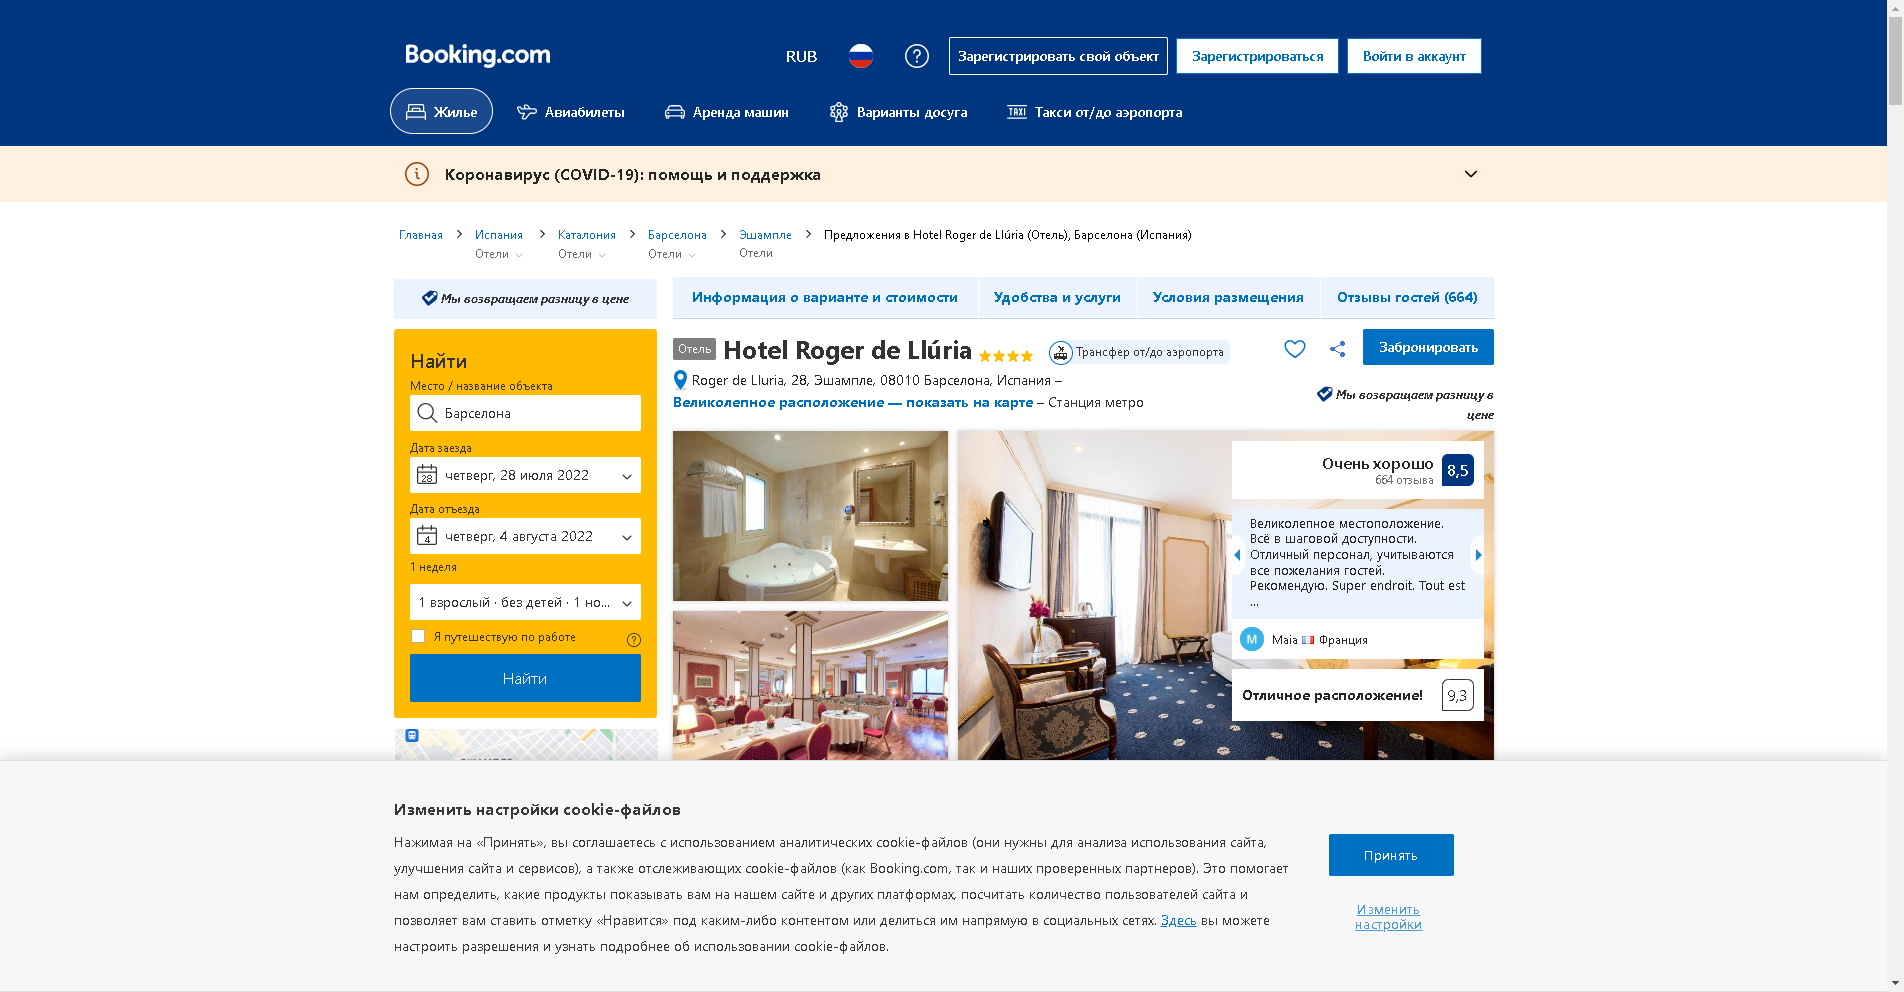 Booking.com
RUB
Зарегистрировать свой объект
Зарегистрироваться
Войти в аккаунт
Жилье
Авиабилеты
Аренда машин
Варианты досуга
TAXI
Такси от/до аэропорта
Коронавирус (COVID-19): помощь и поддержка
Главная
Испания
Каталония
Барселона
Эшампле
Предложения в Hotel Roger de Llúria (Отель), Барселона (Испания)
Отели
Отели
Отели
Отели
Мы возвращаем разницу в цене
Информация о варианте и стоимости
Удобства и услуги
Условия размещения
Отзывы гостей (664)
Найти
Место / название объекта
Барселона
Дата заезда
28
четверг, 28 июля 2022
Дата отъезда
4
четверг, 4 августа 2022
1 неделя
1 взрослый · без детей · 1 но...
Я путешествую по работе
Найти
Отель
Hotel Roger de Llúria
Трансфер от/до аэропорта
Забронировать
Roger de Lluria, 28, Эшампле, 08010 Барселона, Испания –
Великолепное расположение — показать на карте – Станция метро
Мы возвращаем разницу в
цене
Очень хорошо
8,5
664 отзыва
Великолепное местоположение.
Всё в шаговой доступности.
Отличный персонал, учитываются
все пожелания гостей.
Рекомендую. Super endroit. Tout est
...
M
Maia
Франция
Отличное расположение!
9,3
Изменить настройки cookie-файлов
Нажимая на «Принять», вы соглашаетесь с использованием аналитических cookie-файлов (они нужны для анализа использования сайта,
улучшения сайта и сервисов), а также отслеживающих cookie-файлов (как Booking.com, так и наших проверенных партнеров). Это помогает
нам определить, какие продукты показывать вам на нашем сайте и других платформах, посчитать количество пользователей сайта и
позволяет вам ставить отметку «Нравится» под каким-либо контентом или делиться им напрямую в социальных сетях. Здесь вы можете
настроить разрешения и узнать подробнее об использовании cookie-файлов.
Принять
Изменить
настройки